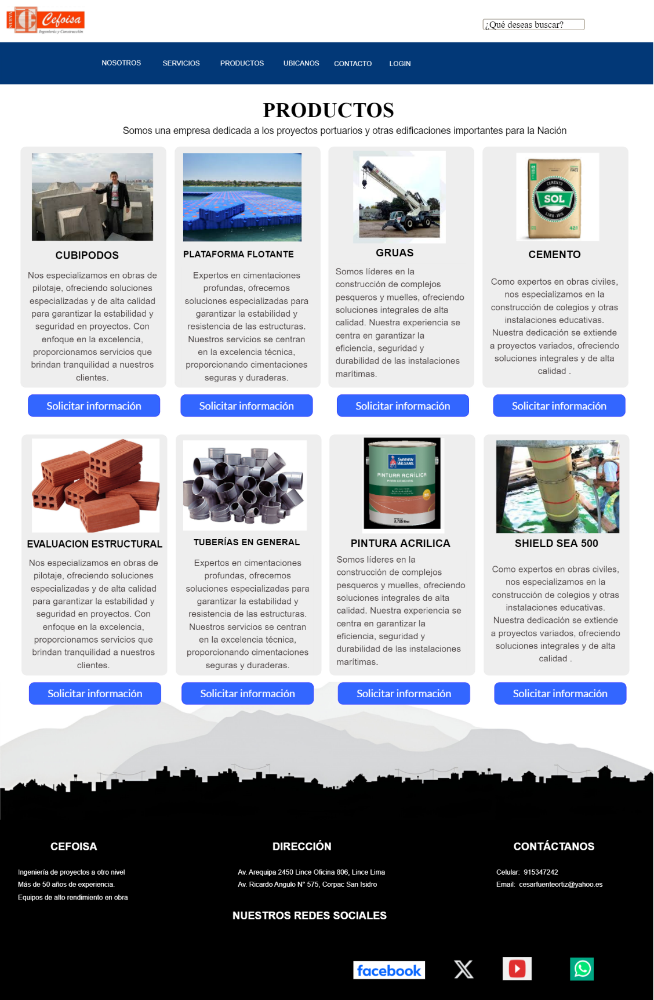 NUEVA
Cefoisa
Ingeniería y Construcción
¿Qué deseas buscar?
NOSOTROS SERVICIOS PRODUCTOS UBICANOS CONTACTO LOGIN
PRODUCTOS
Somos una empresa dedicada a los proyectos portuarios y otras edificaciones importantes para la Nación
CUBIPODOS
Nos especializamos en obras de
pilotaje, ofreciendo soluciones
especializadas y de alta calidad
para garantizar la estabilidad y
seguridad en proyectos. Con
enfoque en la excelencia,
proporcionamos servicios que
brindan tranquilidad a nuestros
clientes.
Solicitar información
PLATAFORMA FLOTANTE
Expertos en cimentaciones
profundas, ofrecemos
soluciones especializadas para
garantizar la estabilidad y
resistencia de las estructuras.
Nuestros servicios se centran
en la excelencia técnica,
proporcionando cimentaciones
seguras y duraderas.
Solicitar información
TEREX
GRUAS
Somos líderes en la
construcción de complejos
pesqueros y muelles, ofreciendo
soluciones integrales de alta
calidad. Nuestra experiencia se
centra en garantizar la
eficiencia, seguridad y
durabilidad de las instalaciones
marítimas.
Solicitar información
CEMENTO
SOL
LIMA - 1916
CEMENTO
Como expertos en obras civiles,
nos especializamos en la
construcción de colegios y otras
instalaciones educativas.
Nuestra dedicación se extiende
a proyectos variados, ofreciendo
soluciones integrales y de alta
calidad .
Solicitar información
EVALUACION ESTRUCTURAL
Nos especializamos en obras de
pilotaje, ofreciendo soluciones
especializadas y de alta calidad
para garantizar la estabilidad y
seguridad en proyectos. Con
enfoque en la excelencia,
proporcionamos servicios que
brindan tranquilidad a nuestros
clientes.
Solicitar información
TUBERÍAS EN GENERAL
Expertos en cimentaciones
profundas, ofrecemos
soluciones especializadas para
garantizar la estabilidad y
resistencia de las estructuras.
Nuestros servicios se centran
en la excelencia técnica,
proporcionando cimentaciones
seguras y duraderas.
Solicitar información
SHERWIN
WILLIAMS.
PINTURA ACRÍLICA
PARA CANCHAS
3,785 litros
PINTURA ACRILICA
Somos líderes en la
construcción de complejos
pesqueros y muelles, ofreciendo
soluciones integrales de alta
calidad. Nuestra experiencia se
centra en garantizar la
eficiencia, seguridad y
durabilidad de las instalaciones
marítimas.
Solicitar información
SHIELD SEA 500
Como expertos en obras civiles,
nos especializamos en la
construcción de colegios y otras
instalaciones educativas.
Nuestra dedicación se extiende
a proyectos variados, ofreciendo
soluciones integrales y de alta
calidad .
Solicitar información
CEFOISA
Ingeniería de proyectos a otro nivel
Más de 50 años de experiencia.
Equipos de alto rendimiento en obra
DIRECCIÓN
Av. Arequipa 2450 Lince Oficina 806, Lince Lima
Av. Ricardo Angulo N° 575, Corpac San Isidro
CONTÁCTANOS
Celular: 915347242
Email: cesarfuenteortiz@yahoo.es
NUESTROS REDES SOCIALES
facebook